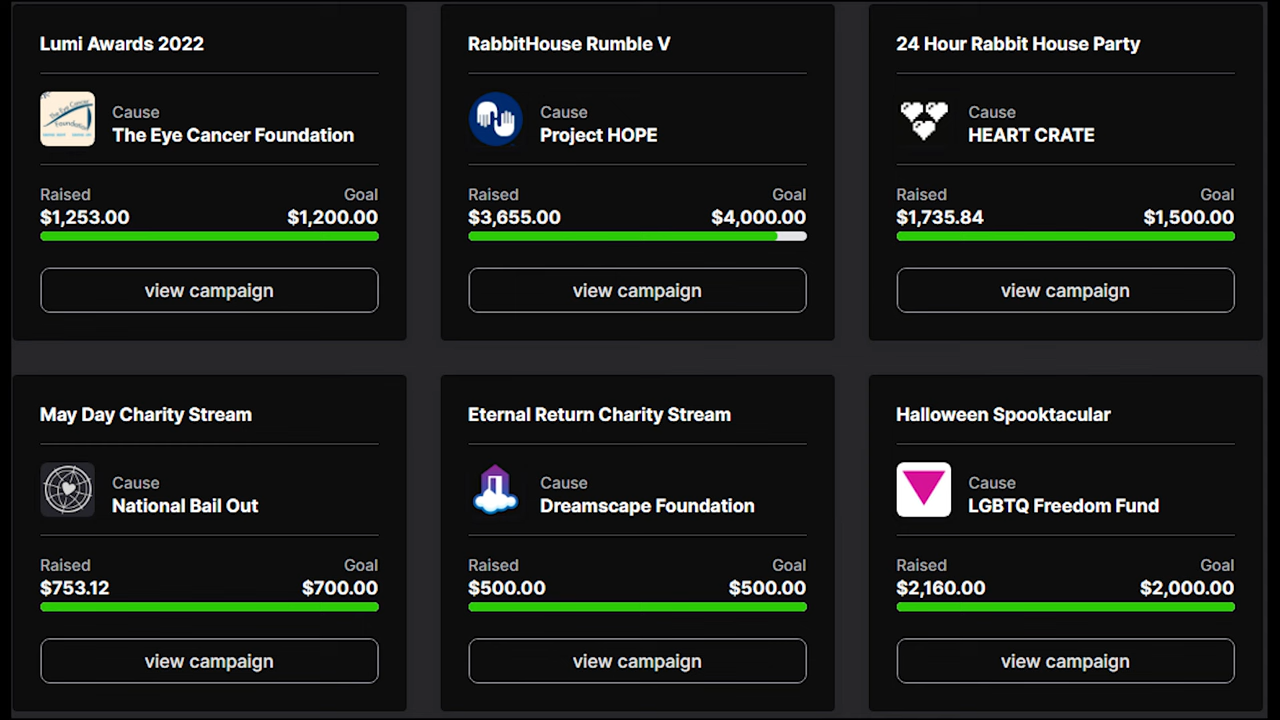 Lumi Awards 2022
Cause
The Eye Cancer Foundation
Raised Goal
$1,253.00 $1,200.00
view campaign
RabbitHouse Rumble V
Cause
Project HOPE
Raised Goal
$3,655.00 $4,000.00
view campaign
24 Hour Rabbit House Party
Cause
HEART CRATE
Raised Goal
$1,735.84 $1,500.00
view campaign
May Day Charity Stream
Cause
National Bail Out
Raised Goal
$753.12 $700.00
view campaign
Eternal Return Charity Stream
Cause
Dreamscape Foundation
Raised Goal
$500.00 $500.00
view campaign
Halloween Spooktacular
Cause
LGBTQ Freedom Fund
Raised Goal
$2,160.00 $2,000.00
view campaign